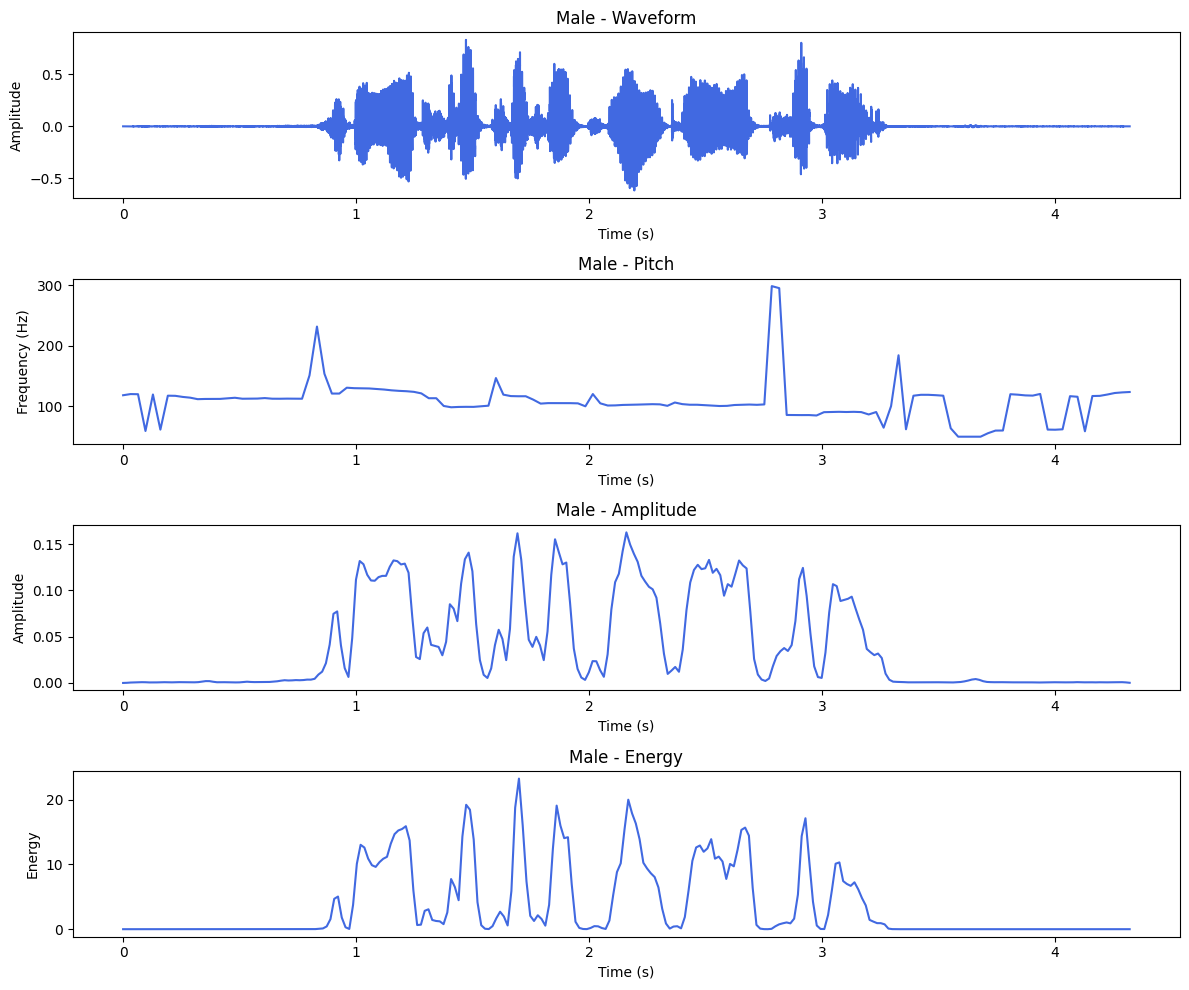 Male - Waveform
Amplitude
0.5
0.0
−0.5
0 1 2 3 4
Time (s)
Male - Pitch
Frequency (Hz)
300
200
100
0 1 2 3 4
Time (s)
Male - Amplitude
Amplitude
0.15
0.10
0.05
0.00
0 1 2 3 4
Time (s)
Male - Energy
Energy
20
10
0
0 1 2 3 4
Time (s)